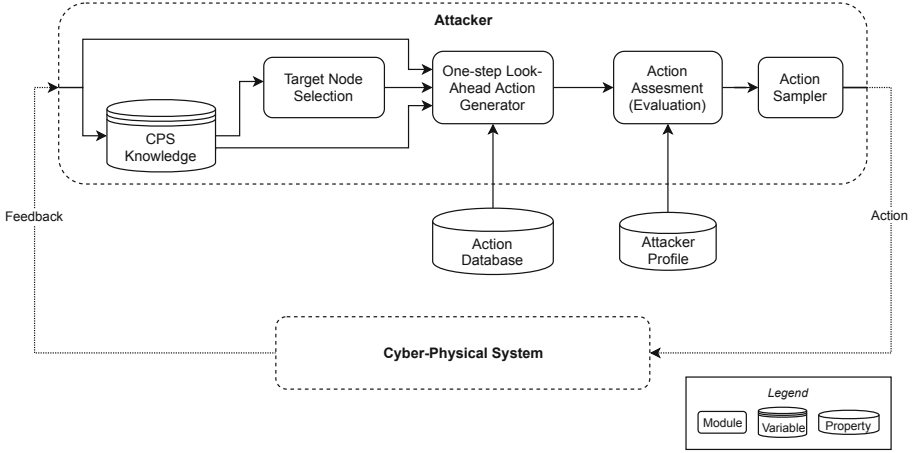 Attacker
Target Node
Selection
One-step Look-
Ahead Action
Generator
Action
Assesment
(Evaluation)
Action
Sampler
CPS
Knowledge
Feedback
Action
Action
Database
Attacker
Profile
Cyber-Physical System
Legend
Module
Variable
Property